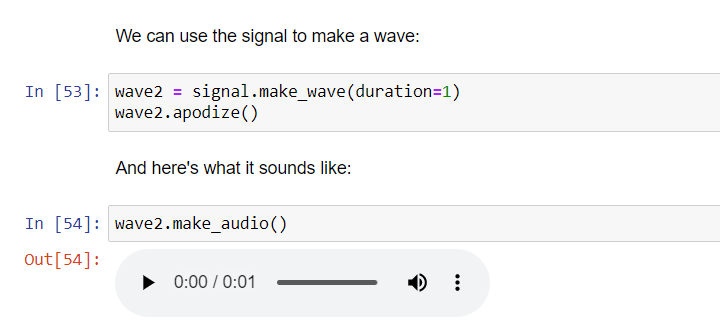 We can use the signal to make a wave:
In [53]: wave2 = signal.make_wave(duration=1)
wave2.apodize()
And here's what it sounds like:
In [54]: wave2.make_audio()
Out[54]:
0:00 / 0:01